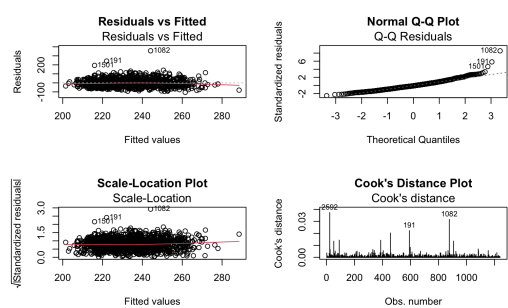 Residuals vs Fitted
Residuals vs Fitted
Residuals
-100
200
1082
191
1501
200
220
240
260
280
Fitted values
Normal Q-Q Plot
Q-Q Residuals
Standardized residuals
-2
2
6
1082
191
1501
-3
-2
-1
0
1
2
3
Theoretical Quantiles
Scale-Location Plot
Scale-Location
√|Standardized residuals|
0.0
1.5
3.0
1082
191
1501
200
220
240
260
280
Fitted values
Cook's Distance Plot
Cook's distance
Cook's distance
0.00
0.03
2502
191
1082
0
200
400
600
800
1000
Obs. number